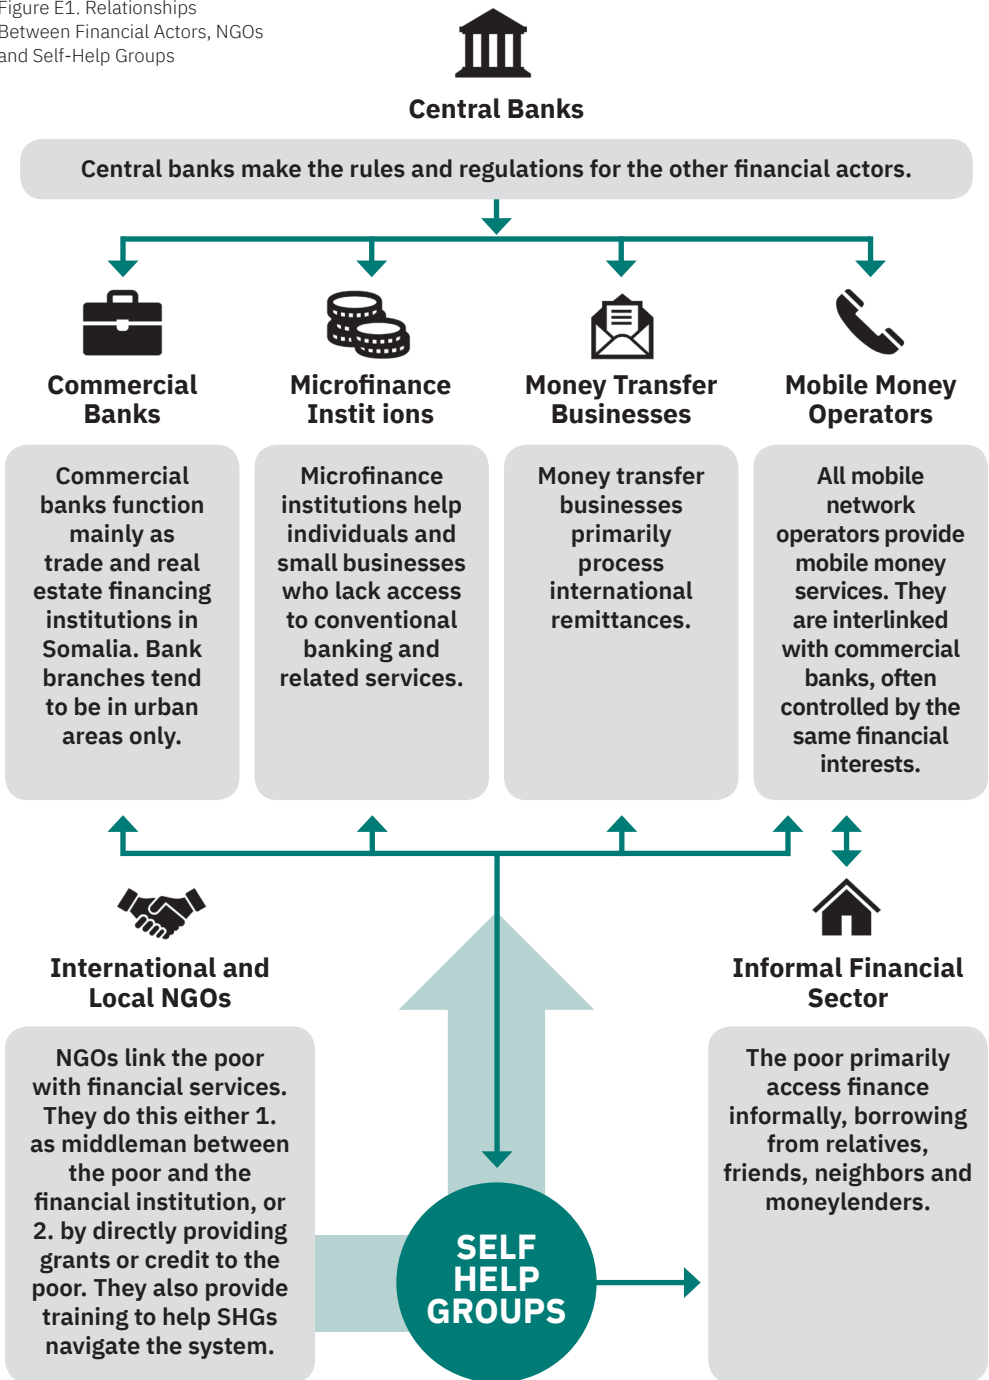 Figure E1. Relationships
Between Financial Actors, NGOs
and Self-Help Groups
Central Banks
Central banks make the rules and regulations for the other financial actors.
Commercial
Banks
Commercial
banks function
mainly as
trade and real
estate financing
institutions in
Somalia. Bank
branches tend
to be in urban
areas only.
Microfinance
Instit ions
Microfinance
institutions help
individuals and
small businesses
who lack access
to conventional
banking and
related services.
Money Transfer
Businesses
Money transfer
businesses
primarily
process
international
remittances.
Mobile Money
Operators
All mobile
network
operators provide
mobile money
services. They
are interlinked
with commercial
banks, often
controlled by the
same financial
interests.
International and
Local NGOs
NGOs link the poor
with financial services.
They do this either 1.
as middleman between
the poor and the
financial institution, or
2. by directly providing
grants or credit to the
poor. They also provide
training to help SHGs
navigate the system.
SELF
HELP
GROUPS
Informal Financial
Sector
The poor primarily
access finance
informally, borrowing
from relatives,
friends, neighbors and
moneylenders.